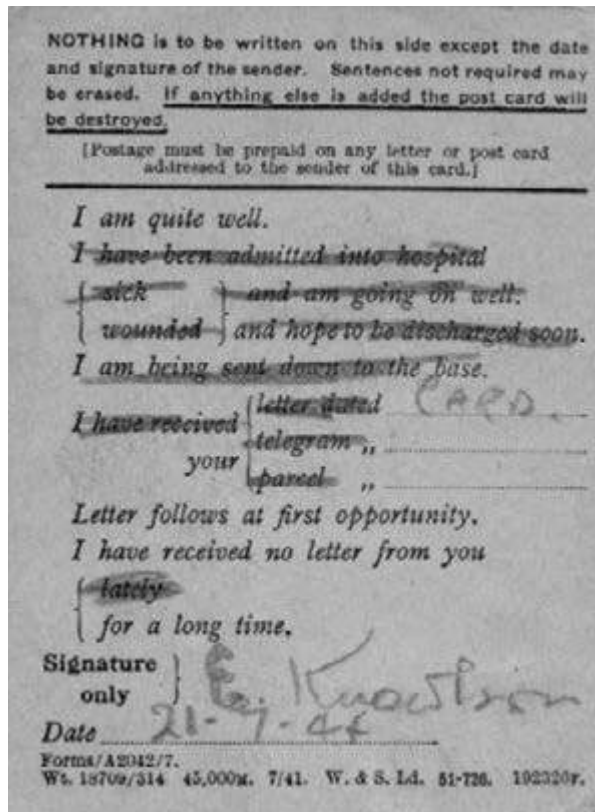 NOTHING is to be written on this side except the date
and signature of the sender. Sentences not required may
be erased. If anything else is added the post card will
be destroyed.
[Postage must be prepaid on any letter or post card
addressed to the sender of this card.]
I am quite well.
I have been admitted into hospital
sick and am going on well.
wounded and hope to be discharged soon.
I am being sent down to the base.
I have received your
letter dated CARD.
telegram „
parcel „
Letter follows at first opportunity.
I have received no letter from you
lately
for a long time.
Signature only
Date 21-7-44
Forms/A2042/7.
Wt. 18709/514 45,000M. 7/41. W. & S. Ld. 51-726. 192320F.